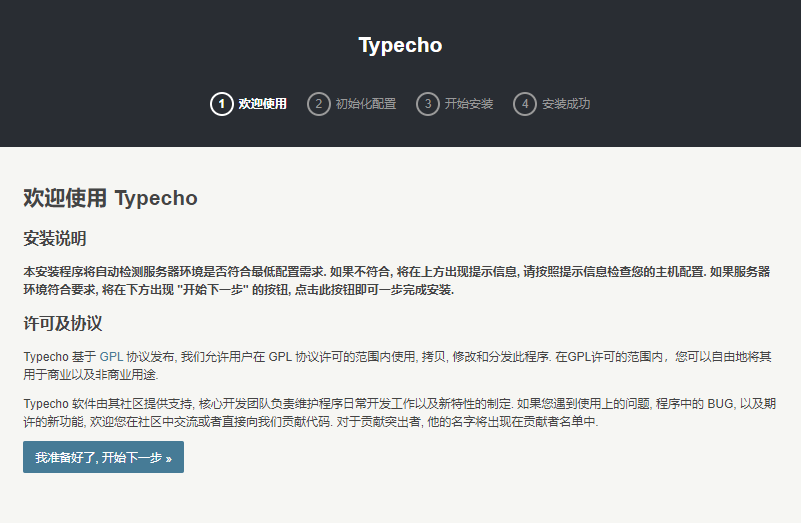 Typecho
1 欢迎使用 2 初始化配置 3 开始安装 4 安装成功
欢迎使用 Typecho
安装说明
本安装程序将自动检测服务器环境是否符合最低配置需求. 如果不符合, 将在上方出现提示信息, 请按照提示信息检查您的主机配置. 如果服务器
环境符合要求, 将在下方出现 "开始下一步" 的按钮, 点击此按钮即可一步完成安装.
许可及协议
Typecho 基于 GPL 协议发布, 我们允许用户在 GPL 协议许可的范围内使用, 拷贝, 修改和分发此程序. 在GPL许可的范围内，您可以自由地将其
用于商业以及非商业用途.
Typecho 软件由其社区提供支持, 核心开发团队负责维护程序日常开发工作以及新特性的制定. 如果您遇到使用上的问题, 程序中的 BUG, 以及期
许的新功能, 欢迎您在社区中交流或者直接向我们贡献代码. 对于贡献突出者, 他的名字将出现在贡献者名单中.
我准备好了, 开始下一步 »